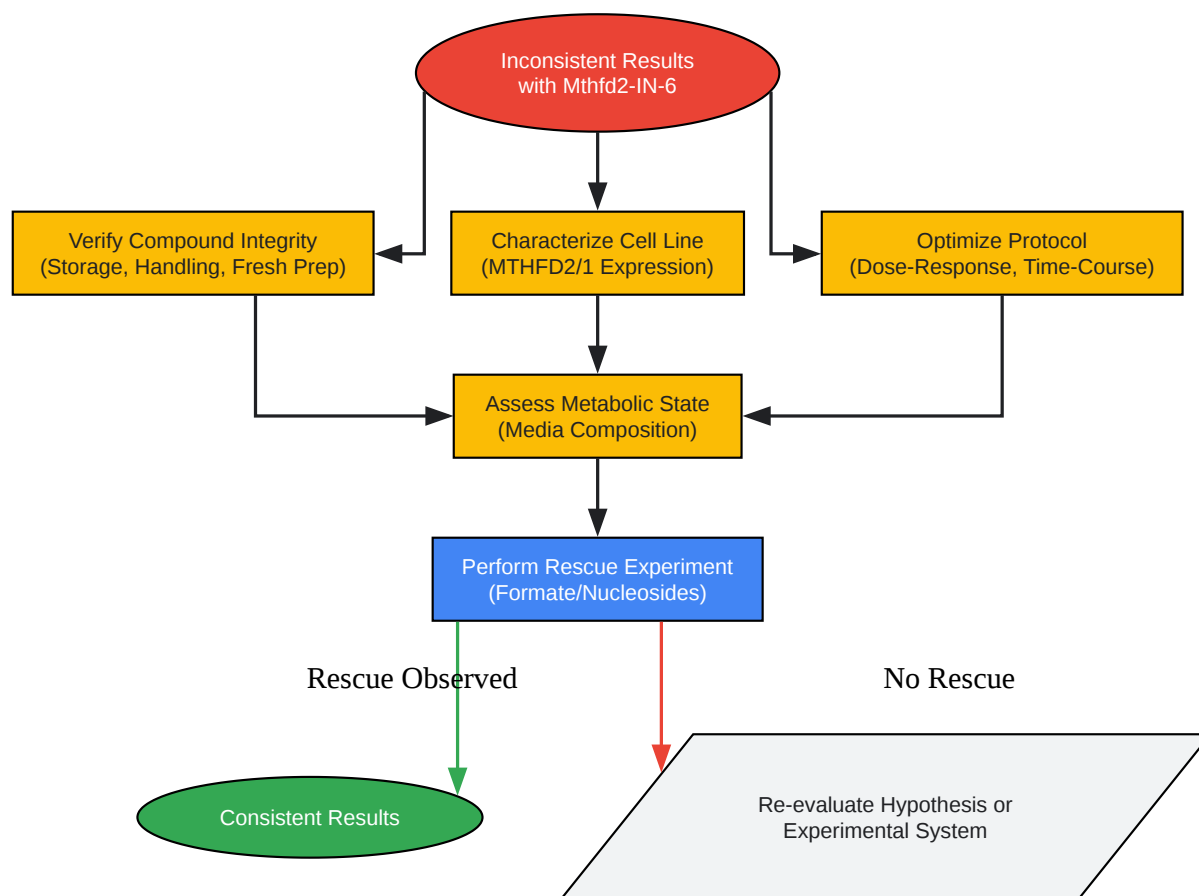 Inconsistent Results
with Mthfd2-IN-6
Verify Compound Integrity
(Storage, Handling, Fresh Prep)
Characterize Cell Line
(MTHFD2/1 Expression)
Optimize Protocol
(Dose-Response, Time-Course)
Assess Metabolic State
(Media Composition)
Perform Rescue Experiment
(Formate/Nucleosides)
Rescue Observed
No Rescue
Consistent Results
Re-evaluate Hypothesis or
Experimental System